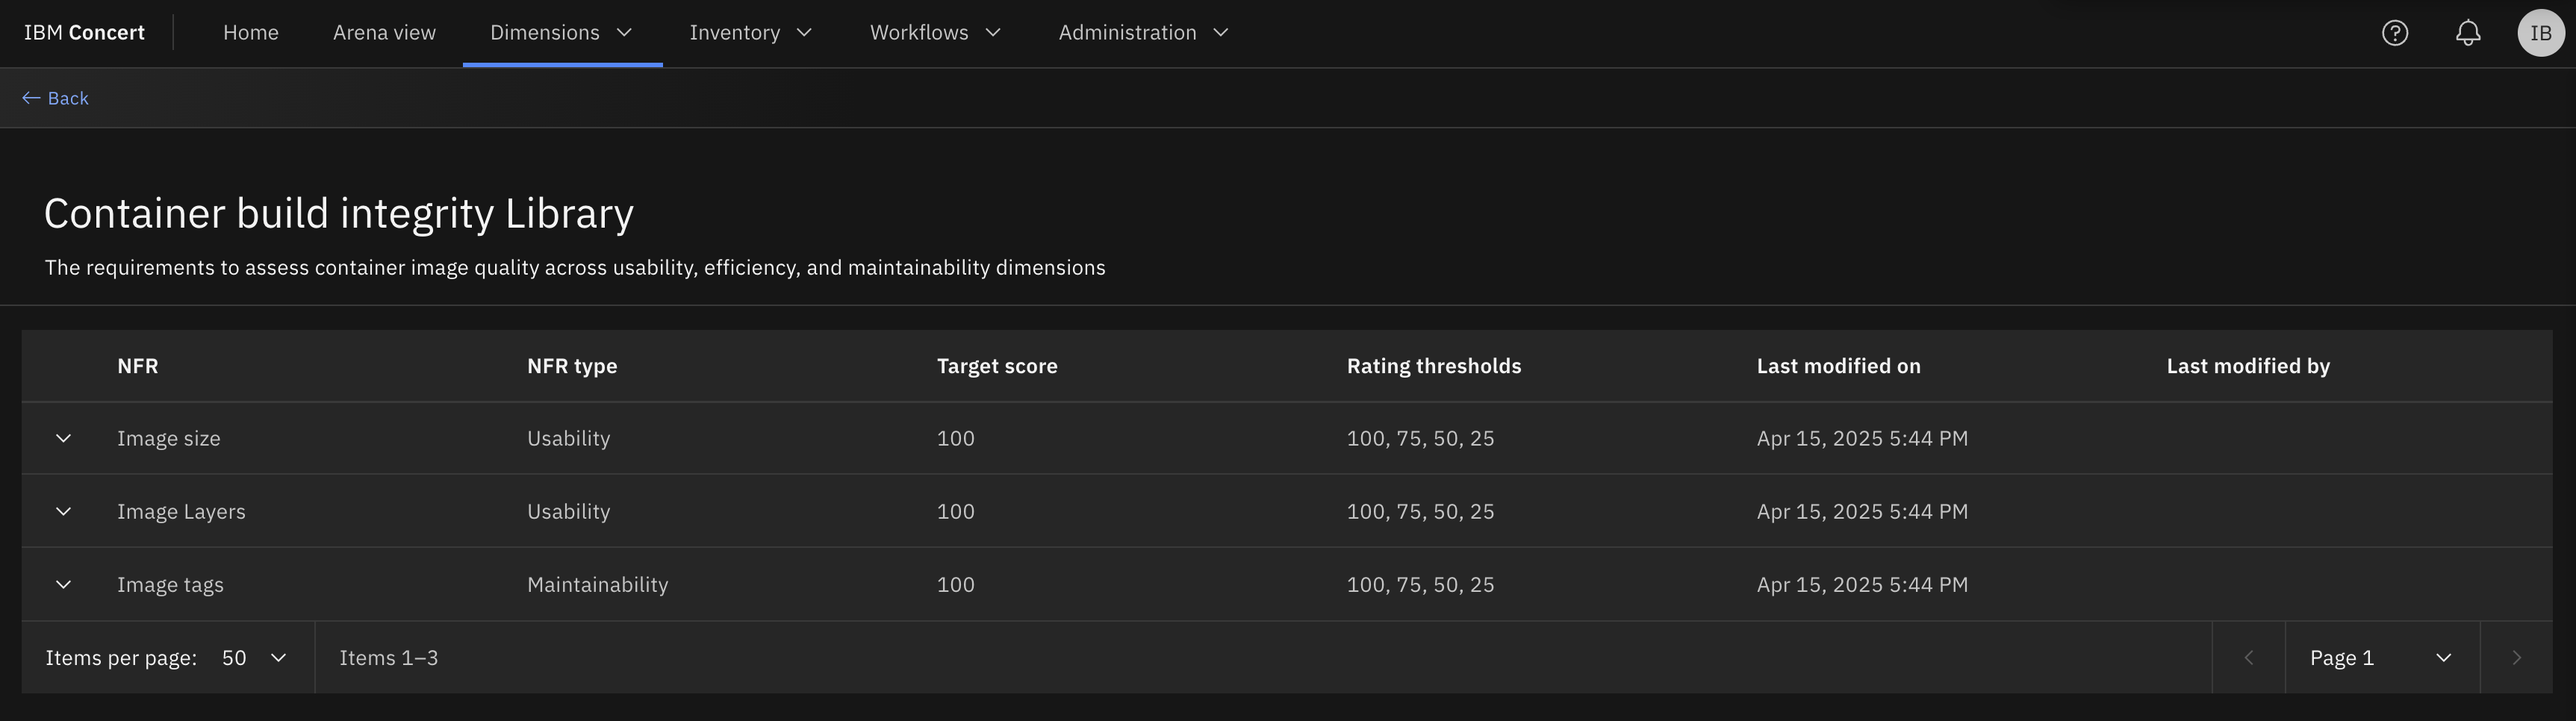 IBM Concert Home Arena view Dimensions Inventory Workflows Administration IB
Back
Container build integrity Library
The requirements to assess container image quality across usability, efficiency, and maintainability dimensions
NFR NFR type Target score Rating thresholds Last modified on Last modified by
Image size Usability 100 100, 75, 50, 25 Apr 15, 2025 5:44 PM
Image Layers Usability 100 100, 75, 50, 25 Apr 15, 2025 5:44 PM
Image tags Maintainability 100 100, 75, 50, 25 Apr 15, 2025 5:44 PM
Items per page: 50 Items 1–3 Page 1